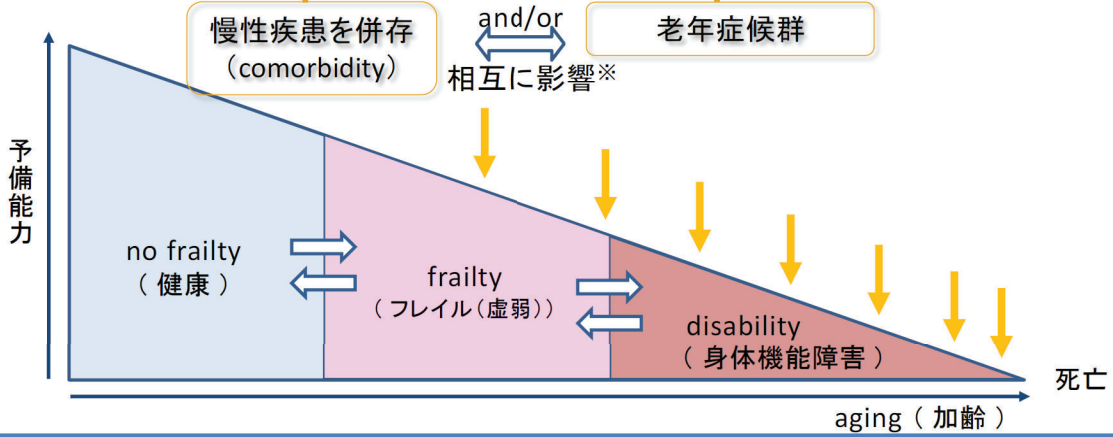 慢性疾患を併存
（comorbidity）
and/or
相互に影響※
老年症候群
予備能力
no frailty
（ 健康 ）
frailty
（ フレイル（虚弱））
disability
（ 身体機能障害 ）
死亡
aging（ 加齢 ）